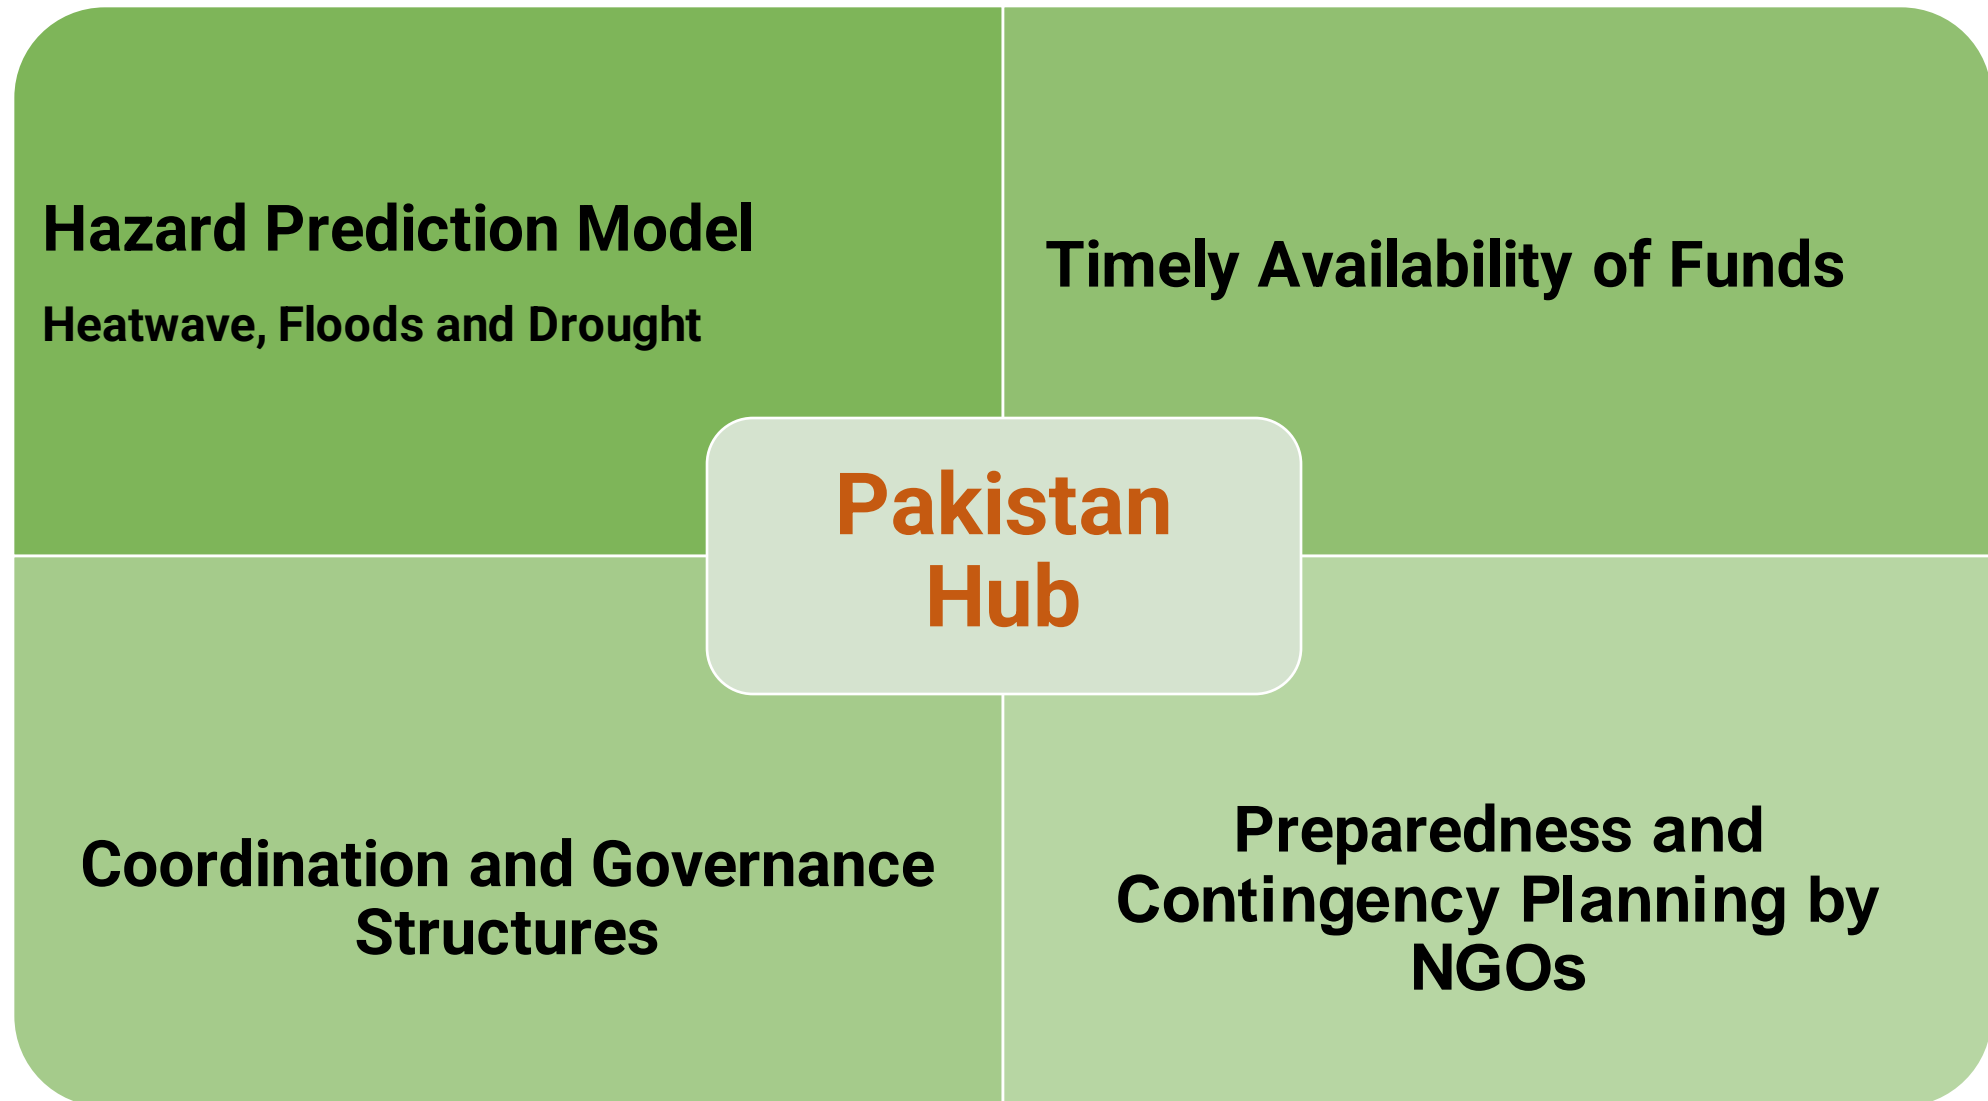 Hazard Prediction Model
Heatwave, Floods and Drought
Timely Availability of Funds
Pakistan
Hub
Coordination and Governance
Structures
Preparedness and
Contingency Planning by
NGOs